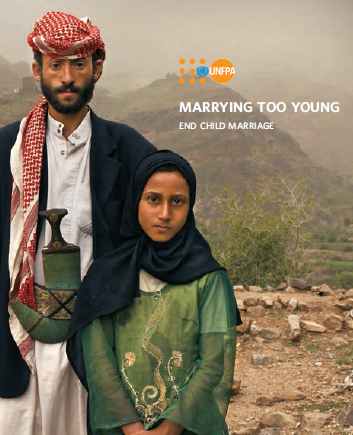 UNFPA
MARRYING TOO YOUNG
END CHILD MARRIAGE